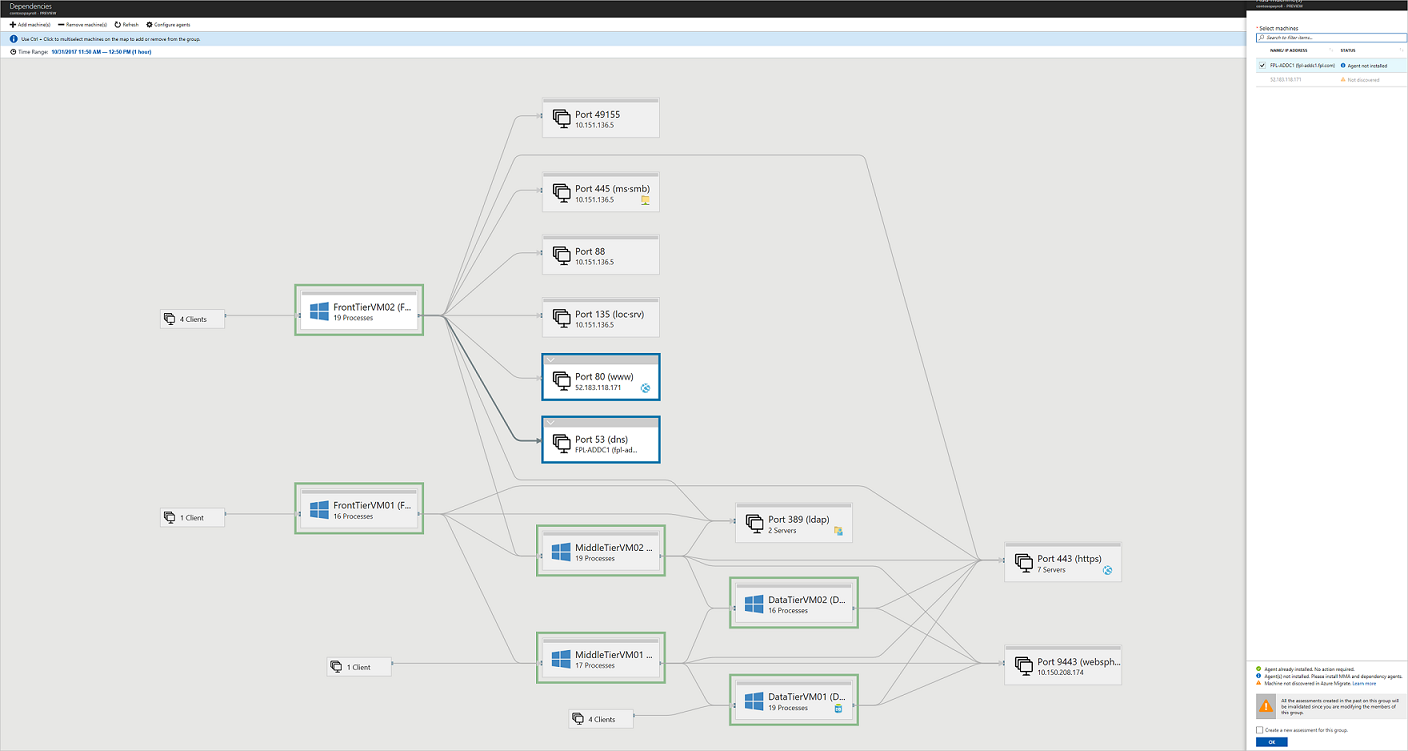 Dependencies
contosopayroll - PREVIEW
Add machine(s) Remove machine(s) Refresh Configure agents
Use Ctrl + Click to multiselect machines on the map to add or remove from the group.
Time Range: 10/31/2017 11:50 AM — 12:50 PM (1 hour)
Port 49155
10.151.136.5
Port 445 (ms-smb)
10.151.136.5
Port 88
10.151.136.5
FrontTierVM02 (F...
19 Processes
4 Clients
Port 135 (loc-srv)
10.151.136.5
Port 80 (www)
52.183.118.171
Port 53 (dns)
FPL-ADDC1 (fpl-ad...
FrontTierVM01 (F...
16 Processes
1 Client
Port 389 (ldap)
2 Servers
MiddleTierVM02 ...
19 Processes
Port 443 (https)
7 Servers
DataTierVM02 (D...
16 Processes
MiddleTierVM01 ...
17 Processes
1 Client
Port 9443 (websph...
10.150.208.174
DataTierVM01 (D...
19 Processes
4 Clients
contosopayroll - PREVIEW
* Select machines
Search to filter items...
NAME/ IP ADDRESS STATUS
FPL-ADDC1 (fpl-addc1.fpl.com) Agent not installed
52.183.118.171 Not discovered
Agent already installed. No action required.
Agent(s) not installed. Please install MMA and dependency agents.
Machine not discovered in Azure Migrate. Learn more
All the assessments created in the past on this group will
be invalidated since you are modifying the members of
this group.
Create a new assessment for this group.
OK